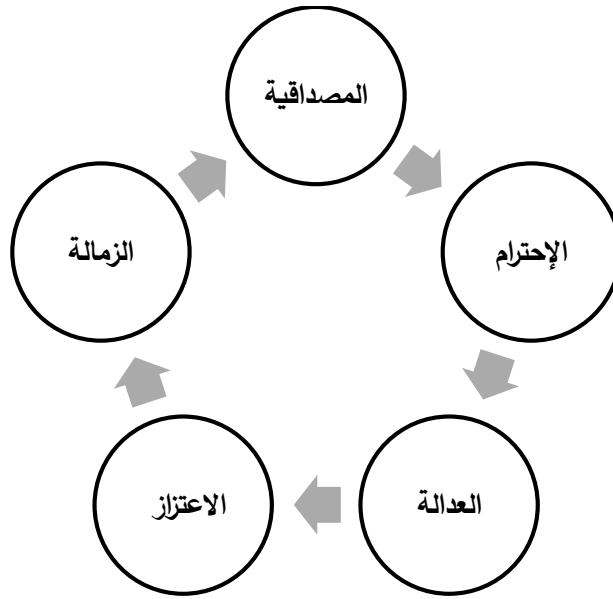 المصداقية
الإحترام
العدالة
الاعتزاز
الزمالة